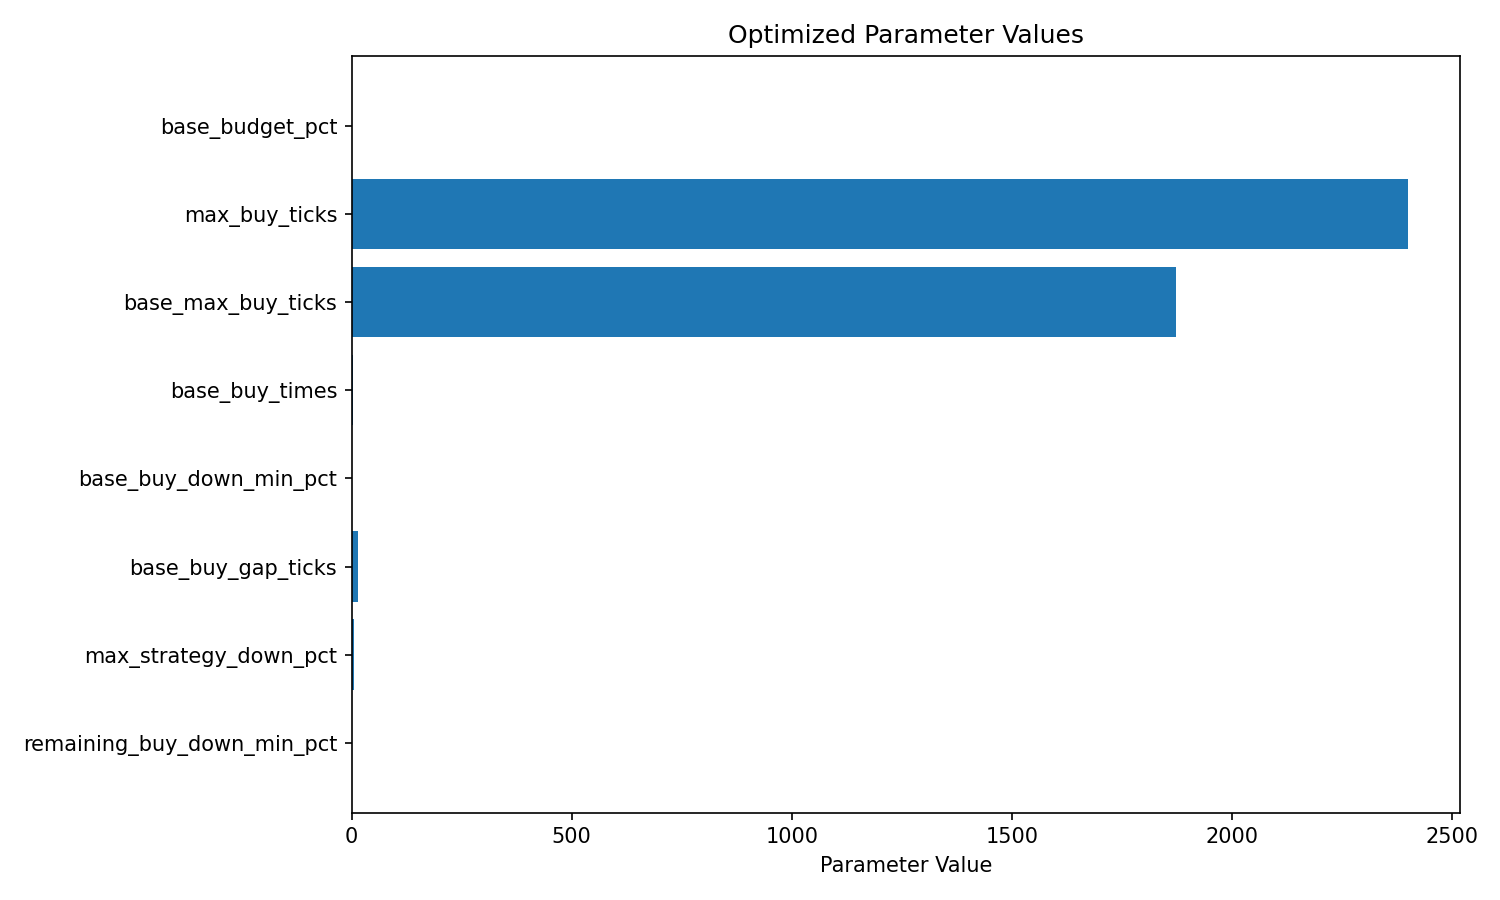 Optimized Parameter Values
base_budget_pct
max_buy_ticks
base_max_buy_ticks
base_buy_times
base_buy_down_min_pct
base_buy_gap_ticks
max_strategy_down_pct
remaining_buy_down_min_pct
0 500 1000 1500 2000 2500
Parameter Value